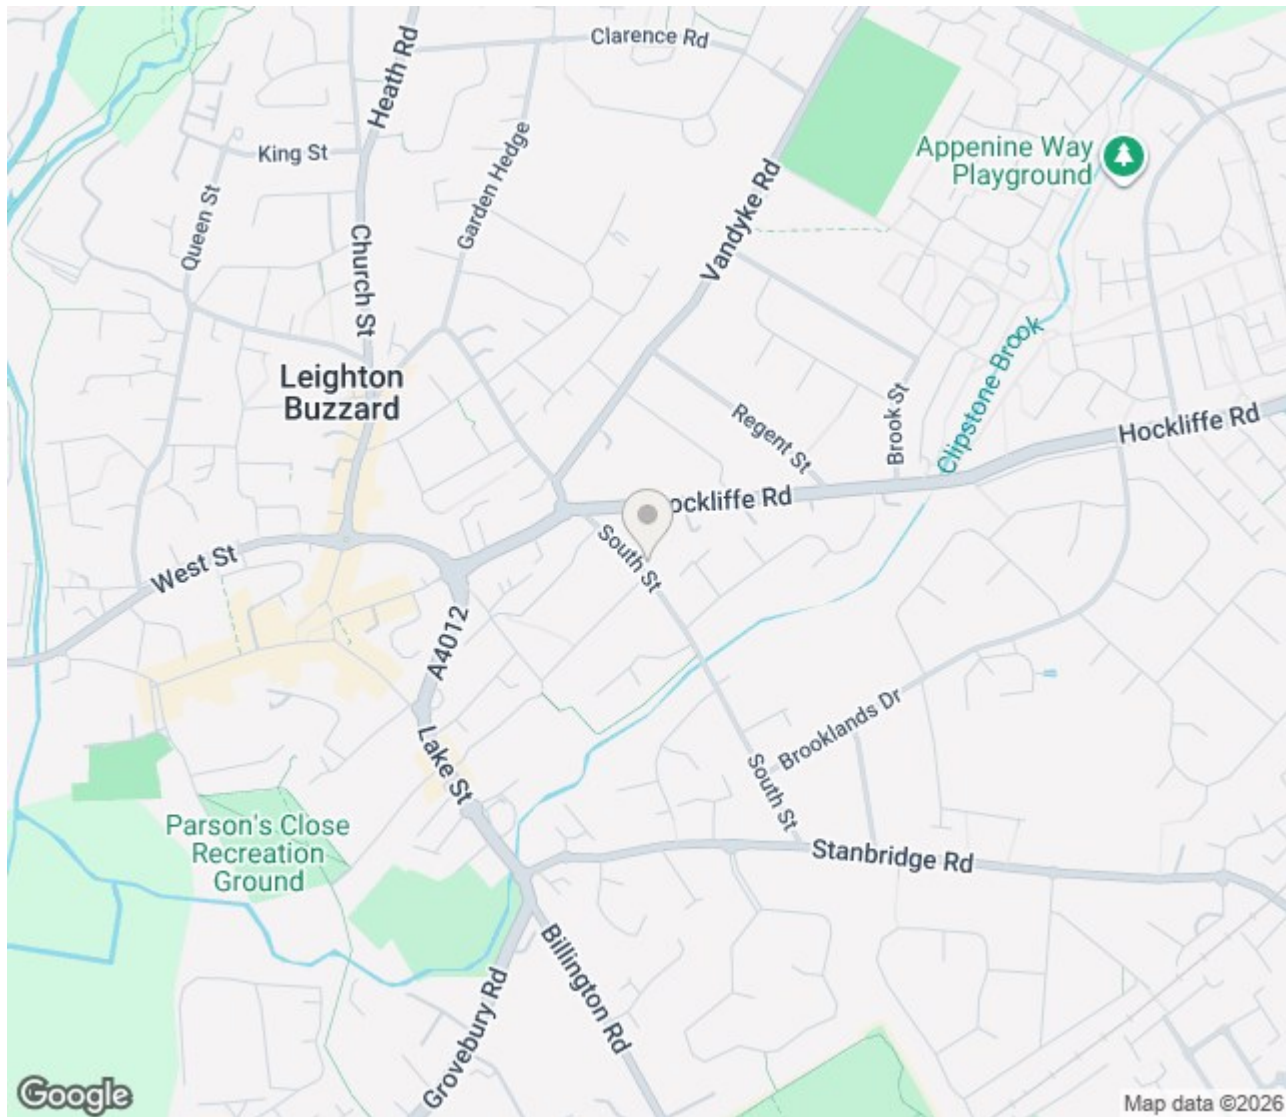 Clarence Rd
Heath Rd
King St
Garden Hedge
Appenine Way
Playground
Vandyke Rd
Queen St
Church St
Leighton
Buzzard
Clipstone Brook
Regent St
Brook St
Hockliffe Rd
ockliffe Rd
South St
West St
A4012
Brooklands Dr
Lake St
South St
Parson's Close
Recreation
Ground
Stanbridge Rd
Billington Rd
Grovebury Rd
Google
Map data ©2026